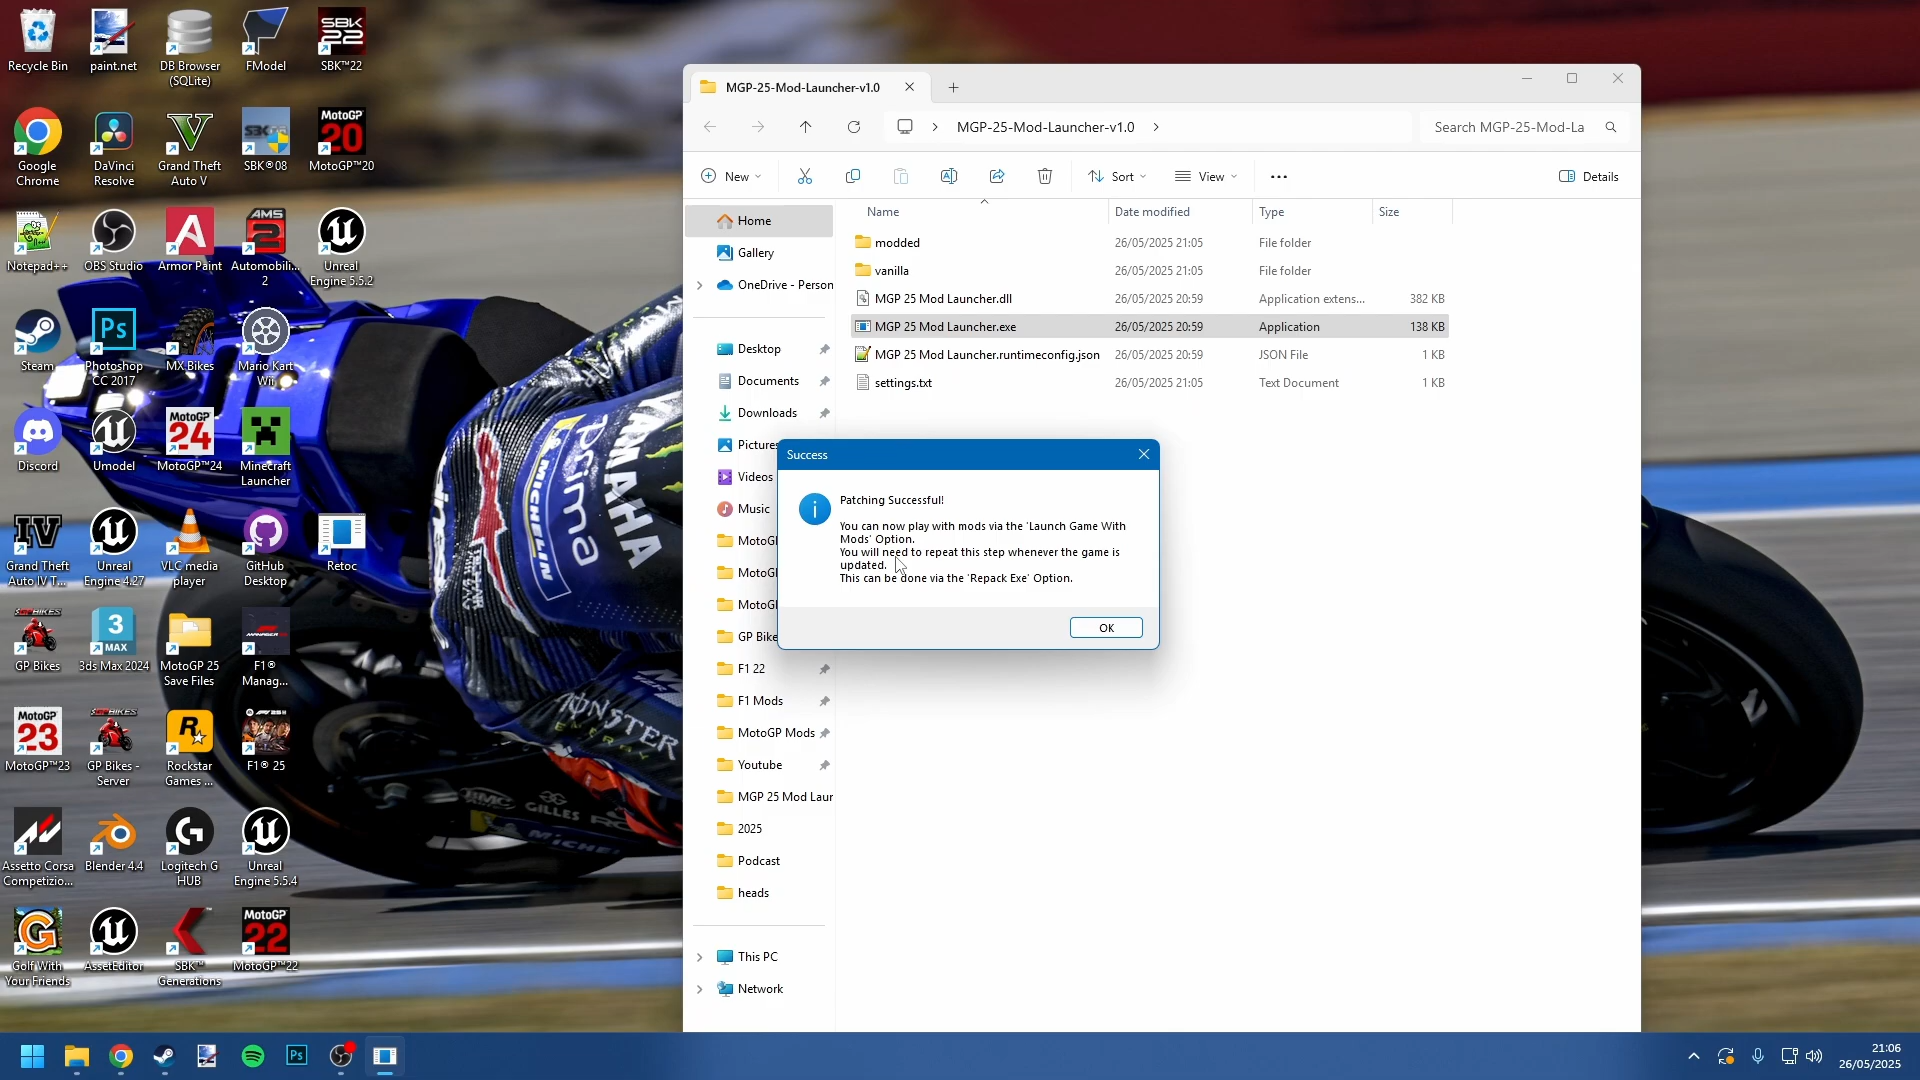 Recycle Bin
paint.net
DB Browser
(SQLite)
FModel
SBK™22
Google
Chrome
DaVinci
Resolve
Grand Theft
Auto V
SBK®08
MotoGP™20
Notepad++
OBS Studio
Armor Paint
Automobili...
2
Unreal
Engine 5.5.2
Steam
Photoshop
CC 2017
MX Bikes
Mario Kart
Wii
Discord
Umodel
MotoGP™24
Minecraft
Launcher
Grand Theft
Auto IV T...
Unreal
Engine 4.27
VLC media
player
GitHub
Desktop
Retoc
GP Bikes
3ds Max 2024
MotoGP 25
Save Files
F1®
Manag...
MotoGP™23
GP Bikes -
Server
Rockstar
Games ...
F1® 25
Assetto Corsa
Competizio...
Blender 4.4
Logitech G
HUB
Unreal
Engine 5.5.4
Golf With
Your Friends
AssetEditor
SBK™
Generations
MotoGP™22
MGP-25-Mod-Launcher-v1.0
MGP-25-Mod-Launcher-v1.0
Search MGP-25-Mod-La
New
Sort
View
Details
Home
Gallery
OneDrive - Person
Desktop
Documents
Downloads
Pictures
Videos
Music
MotoGP
MotoGP
MotoGP
GP Bike
F1 22
F1 Mods
MotoGP Mods
Youtube
MGP 25 Mod Laun
2025
Podcast
heads
This PC
Network
Name Date modified Type Size
modded 26/05/2025 21:05 File folder
vanilla 26/05/2025 21:05 File folder
MGP 25 Mod Launcher.dll 26/05/2025 20:59 Application extens... 382 KB
MGP 25 Mod Launcher.exe 26/05/2025 20:59 Application 138 KB
MGP 25 Mod Launcher.runtimeconfig.json 26/05/2025 20:59 JSON File 1 KB
settings.txt 26/05/2025 21:05 Text Document 1 KB
Success
Patching Successful!
You can now play with mods via the 'Launch Game With
Mods' Option.
You will need to repeat this step whenever the game is
updated.
This can be done via the 'Repack Exe' Option.
OK
YAMAHA
prima
MICHELIN
MONSTER
ENERGY
GILLES
21:06
26/05/2025